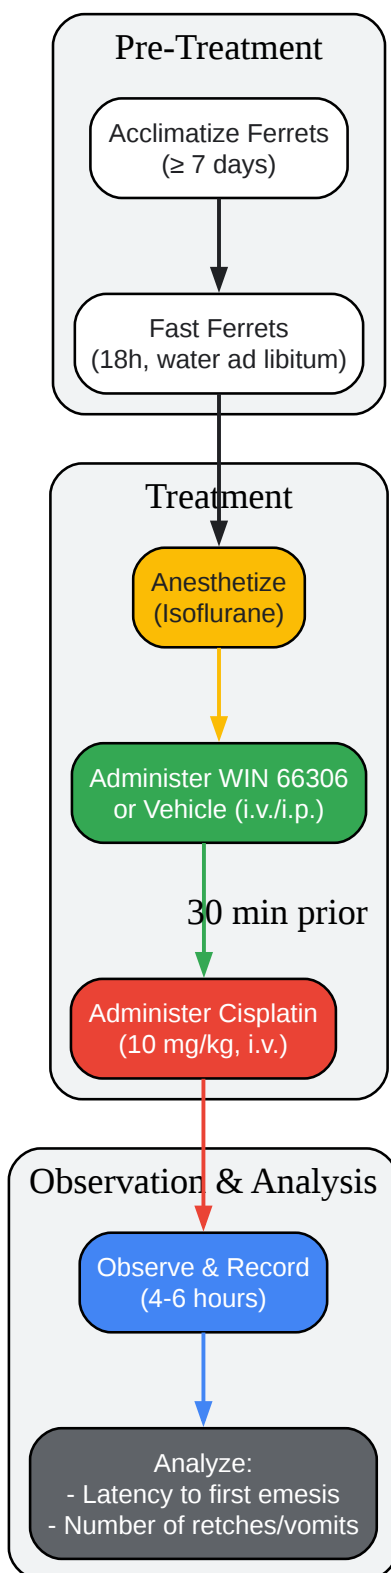 Pre-Treatment
Acclimatize Ferrets
(≥ 7 days)
Fast Ferrets
(18h, water ad libitum)
Treatment
Anesthetize
(Isoflurane)
Administer WIN 66306
or Vehicle (i.v./i.p.)
30 min prior
Administer Cisplatin
(10 mg/kg, i.v.)
Observation & Analysis
Observe & Record
(4-6 hours)
Analyze:
- Latency to first emesis
- Number of retches/vomits